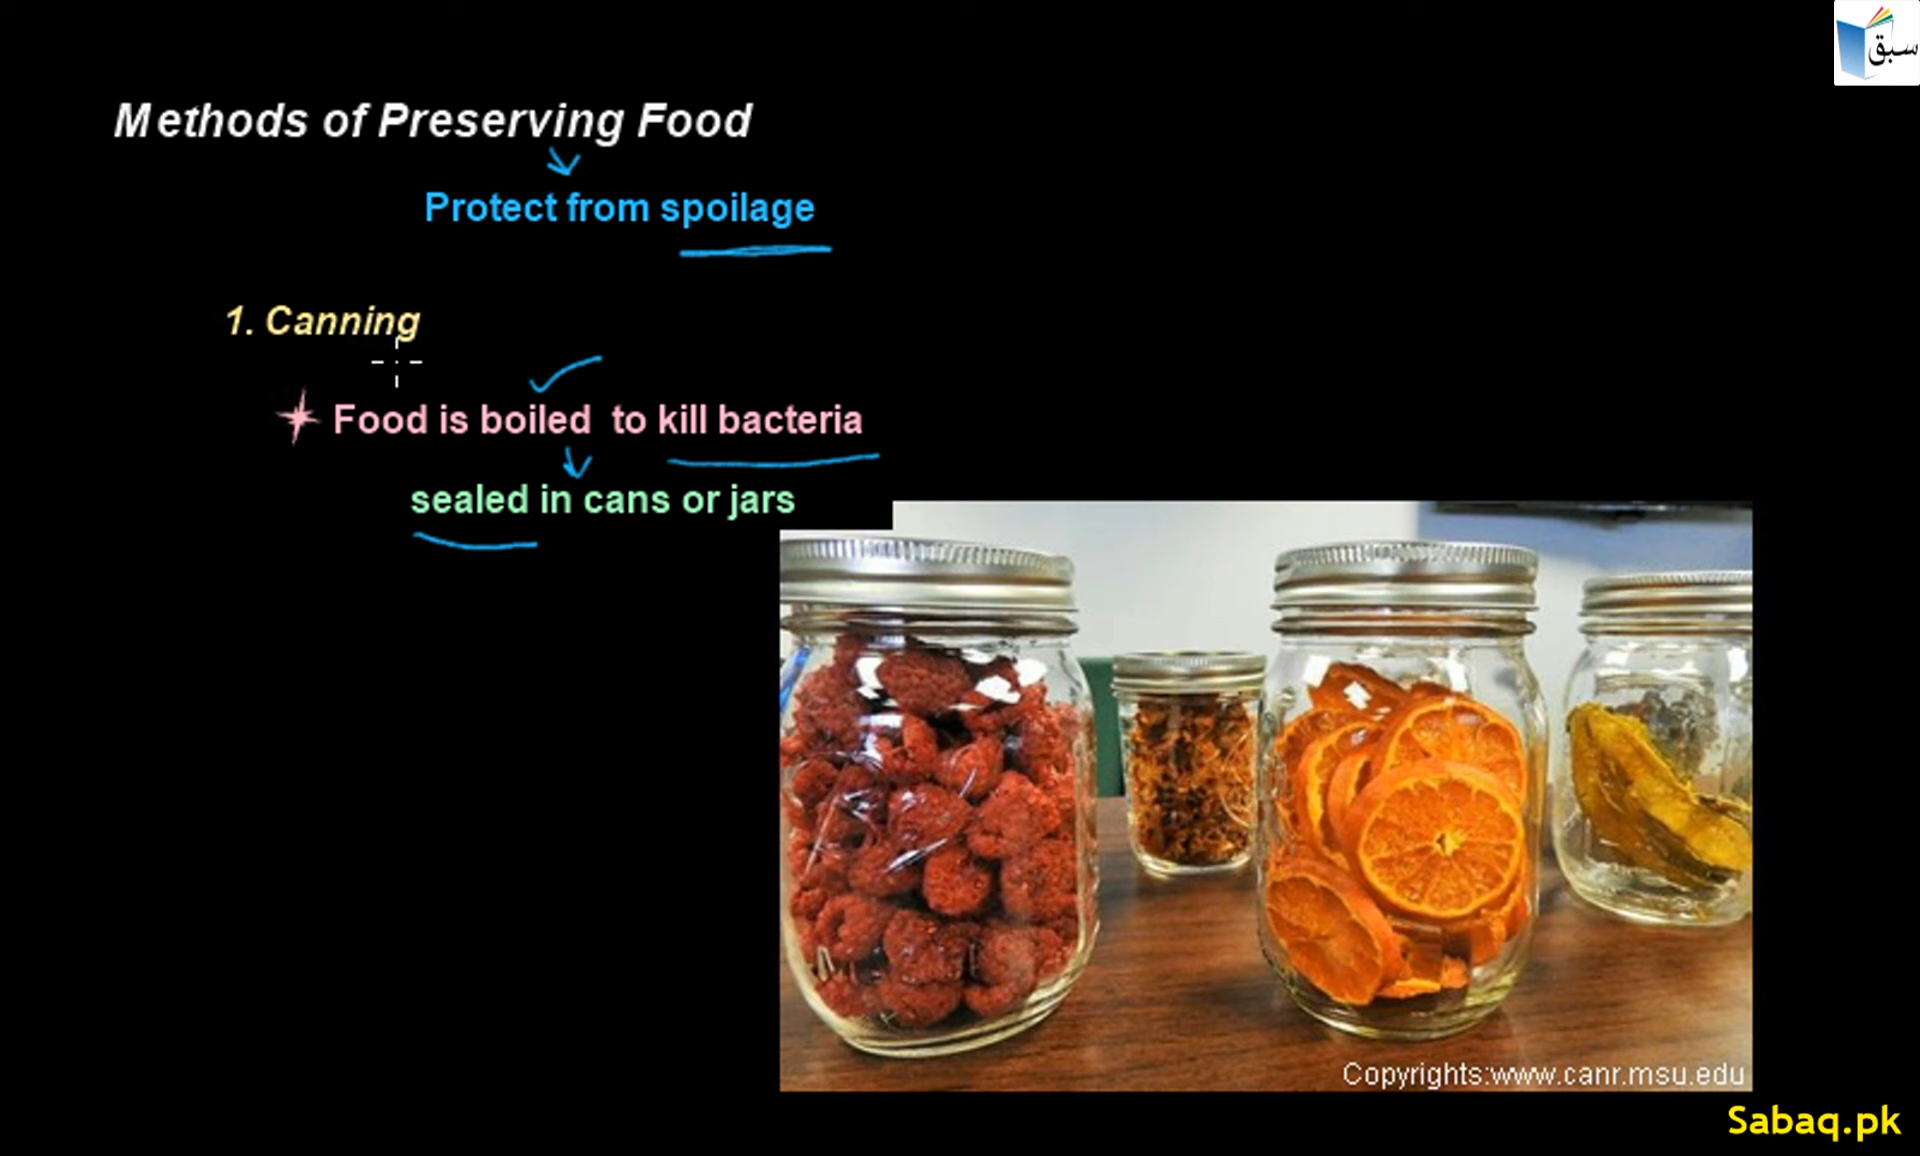 سبق
Methods of Preserving Food
Protect from spoilage
1. Canning
Food is boiled to kill bacteria
sealed in cans or jars
Copyrights:www.canr.msu.edu
Sabaq.pk